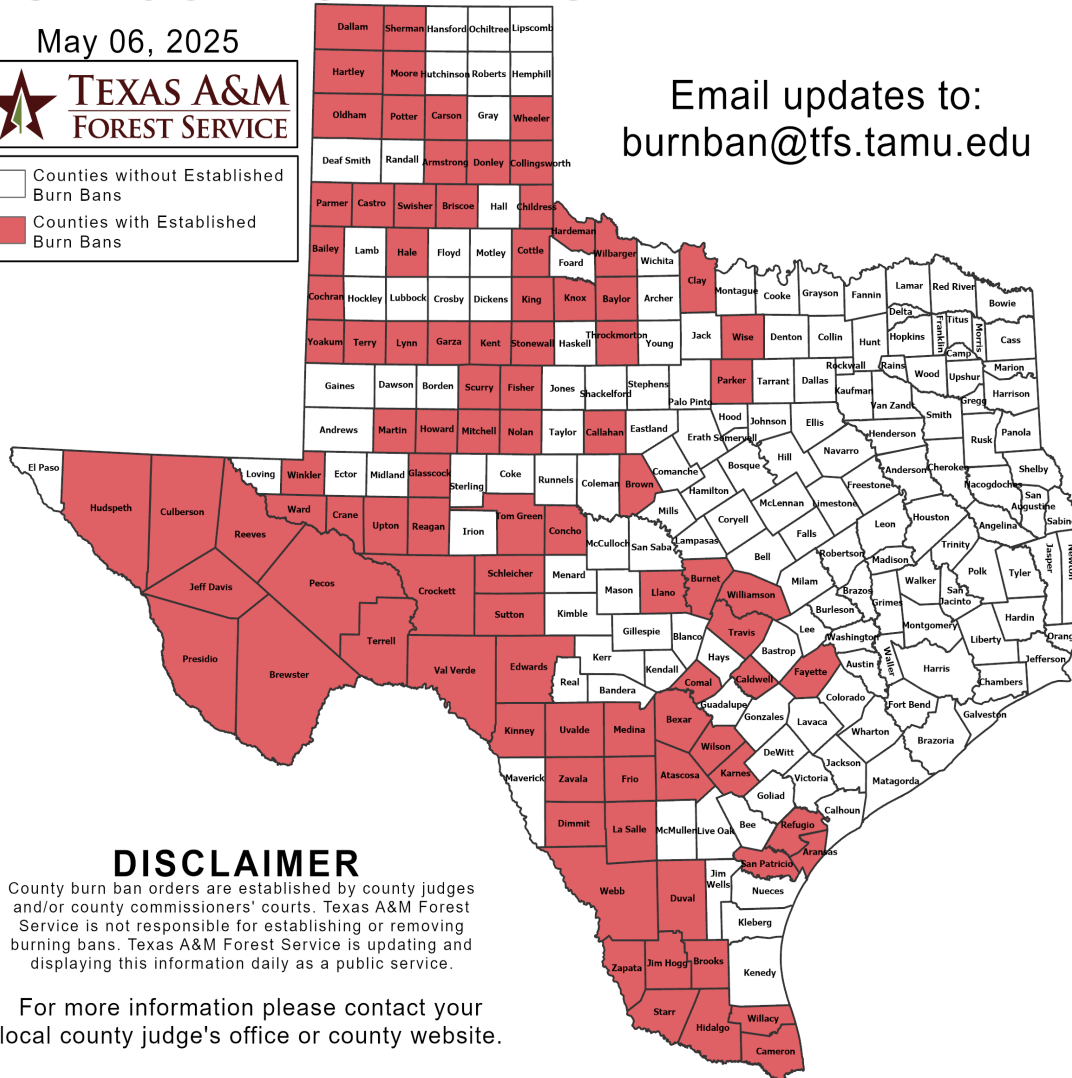 May 06, 2025
TEXAS A&M
FOREST SERVICE
Counties without Established
Burn Bans
Counties with Established
Burn Bans
Email updates to:
burnban@tfs.tamu.edu
Dallam Sherman Hansford Ochiltree Lipscomb
Hartley Moore Hutchinson Roberts Hemphill
Oldham Potter Carson Gray Wheeler
Deaf Smith Randall Armstrong Donley Collingsworth
Parmer Castro Swisher Briscoe Hall Childress
Hardeman
Bailey Lamb Hale Floyd Motley Cottle Foard Wilbarger Wichita
Clay Montague Cooke Grayson Fannin Lamar Red River Bowie
Cochran Hockley Lubbock Crosby Dickens King Knox Baylor Archer
Delta Titus Franklin Morris Hopkins Cass
Yoakum Terry Lynn Garza Kent Stonewall Haskell Throckmorton Young Jack Wise Denton Collin Hunt Camp
Rockwall Rains Wood Upshur Marion
Gaines Dawson Borden Scurry Fisher Jones Shackelford Stephens Palo Pinto Parker Tarrant Dallas Kaufman Van Zandt Gregg Harrison
Andrews Martin Howard Mitchell Nolan Taylor Callahan Eastland Erath Hood Somervell Johnson Ellis Henderson Smith Rusk Panola
El Paso Loving Winkler Ector Midland Glasscock Sterling Coke Runnels Coleman Brown Comanche Bosque Hill Navarro Anderson Cherokee Shelby
Hudspeth Culberson Reeves Ward Crane Upton Reagan Irion Tom Green Concho Mills Hamilton McLennan Limestone Freestone Nacogdoches San
Augustine Sabin
McCulloch San Saba Lampasas Coryell Falls Leon Houston Angelina
Jeff Davis Pecos Crockett Schleicher Menard Bell Robertson Madison Trinity Polk Tyler Jasper Newton
Sutton Mason Llano Burnet Williamson Milam Brazos Grimes Walker San
Jacinto Hardin
Kimble Burleson Montgomery Liberty Orang
Presidio Brewster Terrell Val Verde Edwards Gillespie Blanco Travis Lee Washington Jefferson
Kerr Kendall Hays Bastrop Austin Waller Harris Chambers
Real Bandera Comal Caldwell Fayette Colorado Fort Bend Galveston
Guadalupe Gonzales Lavaca Wharton Brazoria
Kinney Uvalde Medina Bexar Wilson DeWitt Jackson Matagorda
Maverick Zavala Frio Atascosa Karnes Goliad Victoria Calhoun
Dimmit La Salle McMullen Live Oak Bee Refugio Aransas
San Patricio
Webb Duval Jim
Wells Nueces
Kleberg
Zapata Jim Hogg Brooks Kenedy
Starr Hidalgo Willacy
Cameron
DISCLAIMER
County burn ban orders are established by county judges
and/or county commissioners' courts. Texas A&M Forest
Service is not responsible for establishing or removing
burning bans. Texas A&M Forest Service is updating and
displaying this information daily as a public service.
For more information please contact your
local county judge's office or county website.